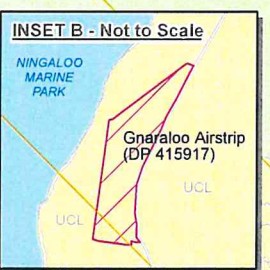 INSET B - Not to Scale
NINGALOO
MARINE
PARK
Gnaraloo Airstrip
(DP 415917)
UCL
UCL